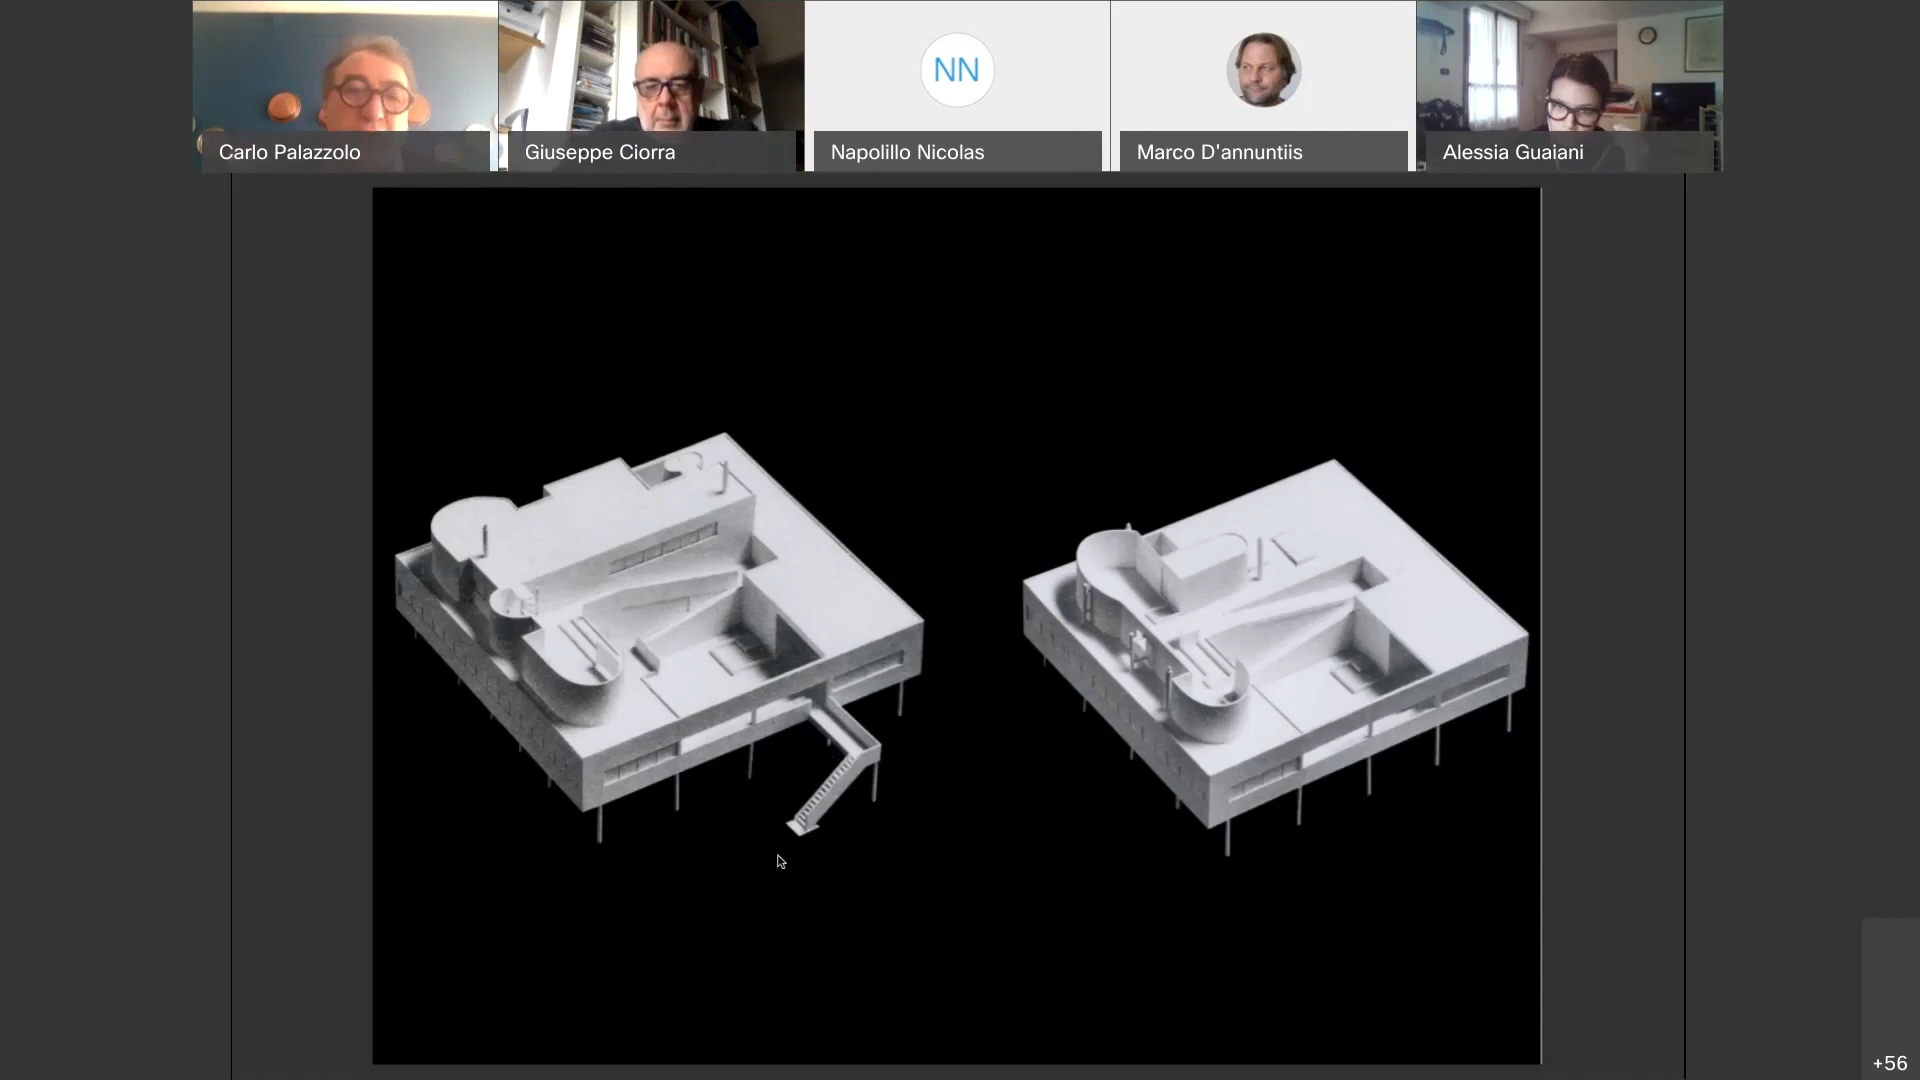 NN
Carlo Palazzolo
Giuseppe Ciorra
Napolillo Nicolas
Marco D'annuntiis
Alessia Guaiani
+56